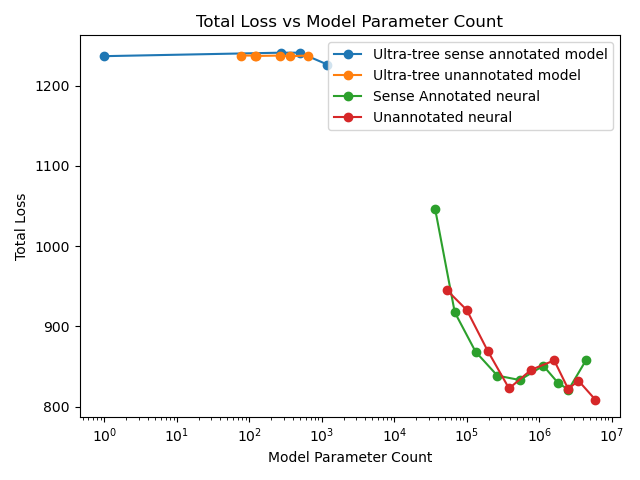 Total Loss vs Model Parameter Count
Ultra-tree sense annotated model
Ultra-tree unannotated model
Sense Annotated neural
Unannotated neural
Total Loss
1200
1100
1000
900
800
10⁰ 10¹ 10² 10³ 10⁴ 10⁵ 10⁶ 10⁷
Model Parameter Count